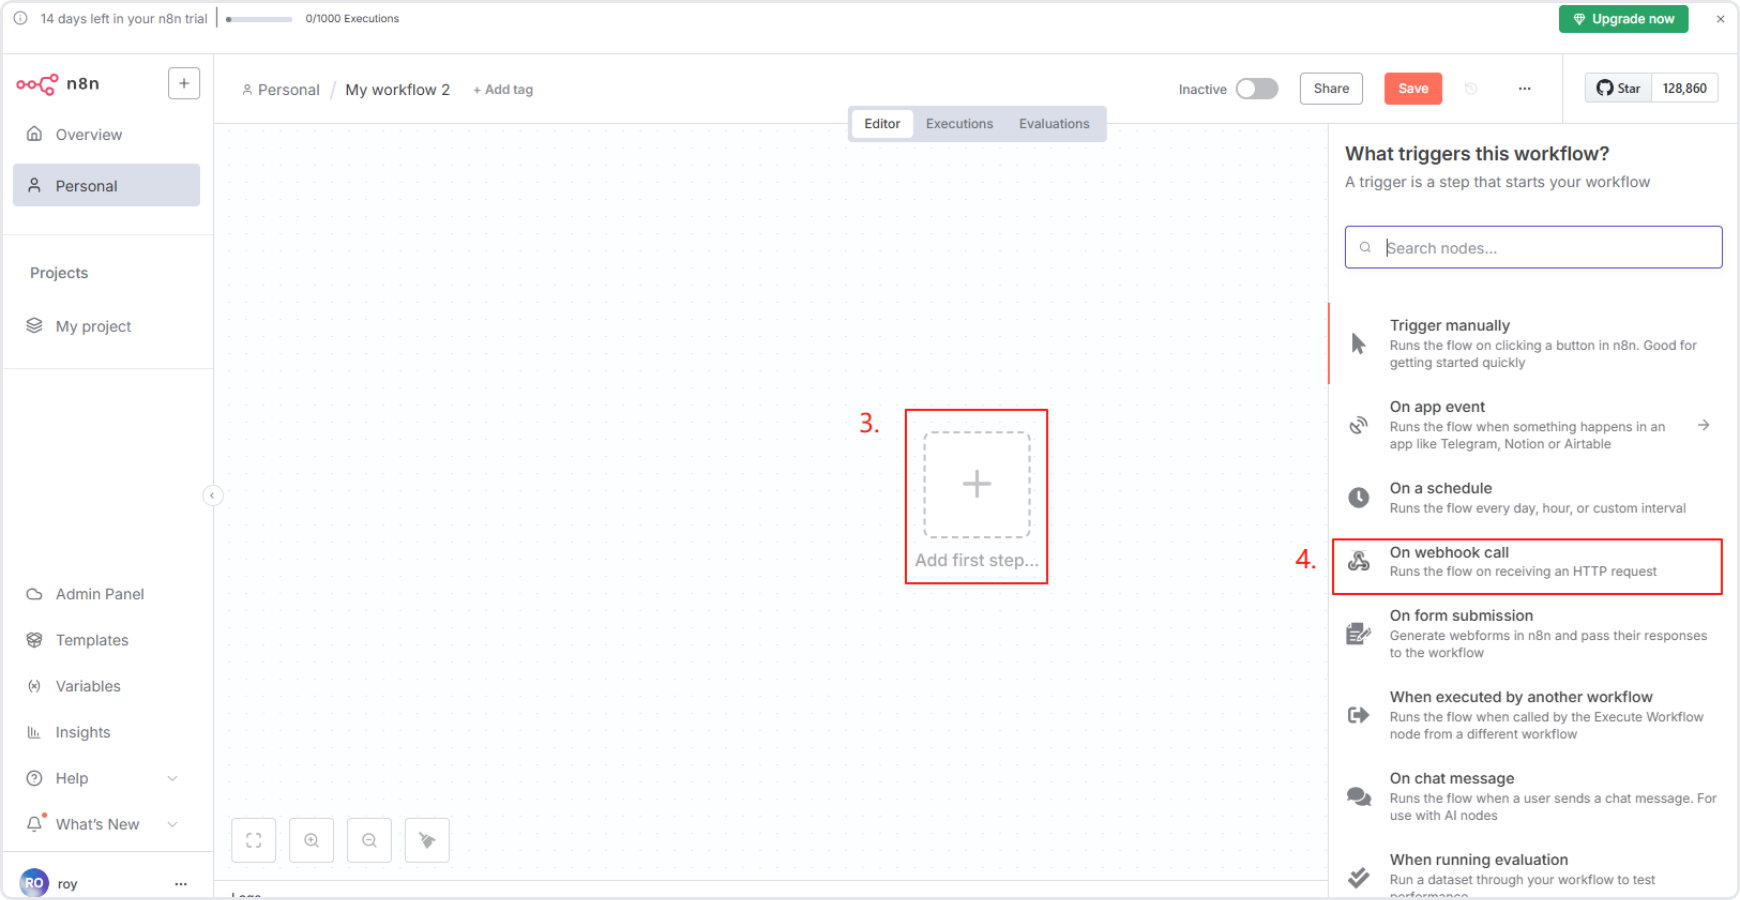 14 days left in your n8n trial
0/1000 Executions
Upgrade now
n8n
Personal / My workflow 2 + Add tag
Inactive
Share
Save
Star
128,860
Overview
Personal
Projects
My project
Admin Panel
Templates
Variables
Insights
Help
What's New
RO
roy
Editor
Executions
Evaluations
3.
Add first step...
4.
What triggers this workflow?
A trigger is a step that starts your workflow
Search nodes...
Trigger manually
Runs the flow on clicking a button in n8n. Good for
getting started quickly
On app event
Runs the flow when something happens in an
app like Telegram, Notion or Airtable
On a schedule
Runs the flow every day, hour, or custom interval
On webhook call
Runs the flow on receiving an HTTP request
On form submission
Generate webforms in n8n and pass their responses
to the workflow
When executed by another workflow
Runs the flow when called by the Execute Workflow
node from a different workflow
On chat message
Runs the flow when a user sends a chat message. For
use with AI nodes
When running evaluation
Run a dataset through your workflow to test
performance
Logs